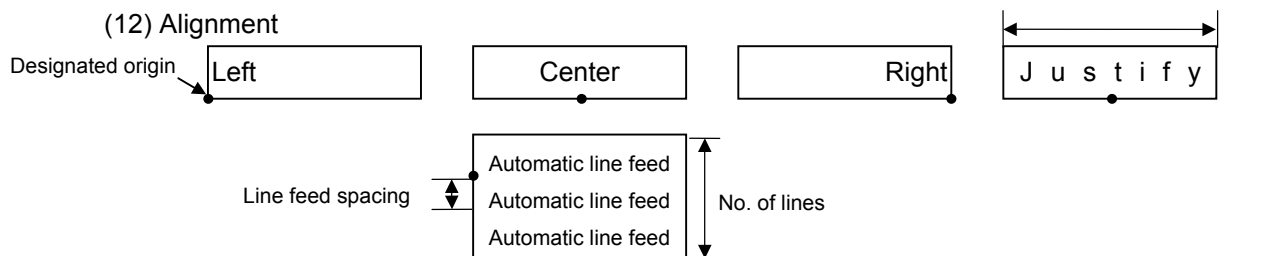 (12) Alignment
Designated origin
Left
Center
Right
J u s t i f y
Automatic line feed
Line feed spacing
Automatic line feed
No. of lines
Automatic line feed